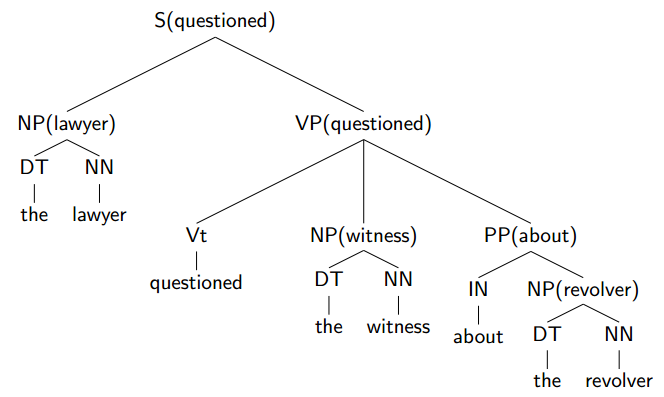 S(questioned)
NP(lawyer) VP(questioned)
DT NN
the lawyer
Vt NP(witness) PP(about)
questioned DT NN IN NP(revolver)
the witness about DT NN
the revolver